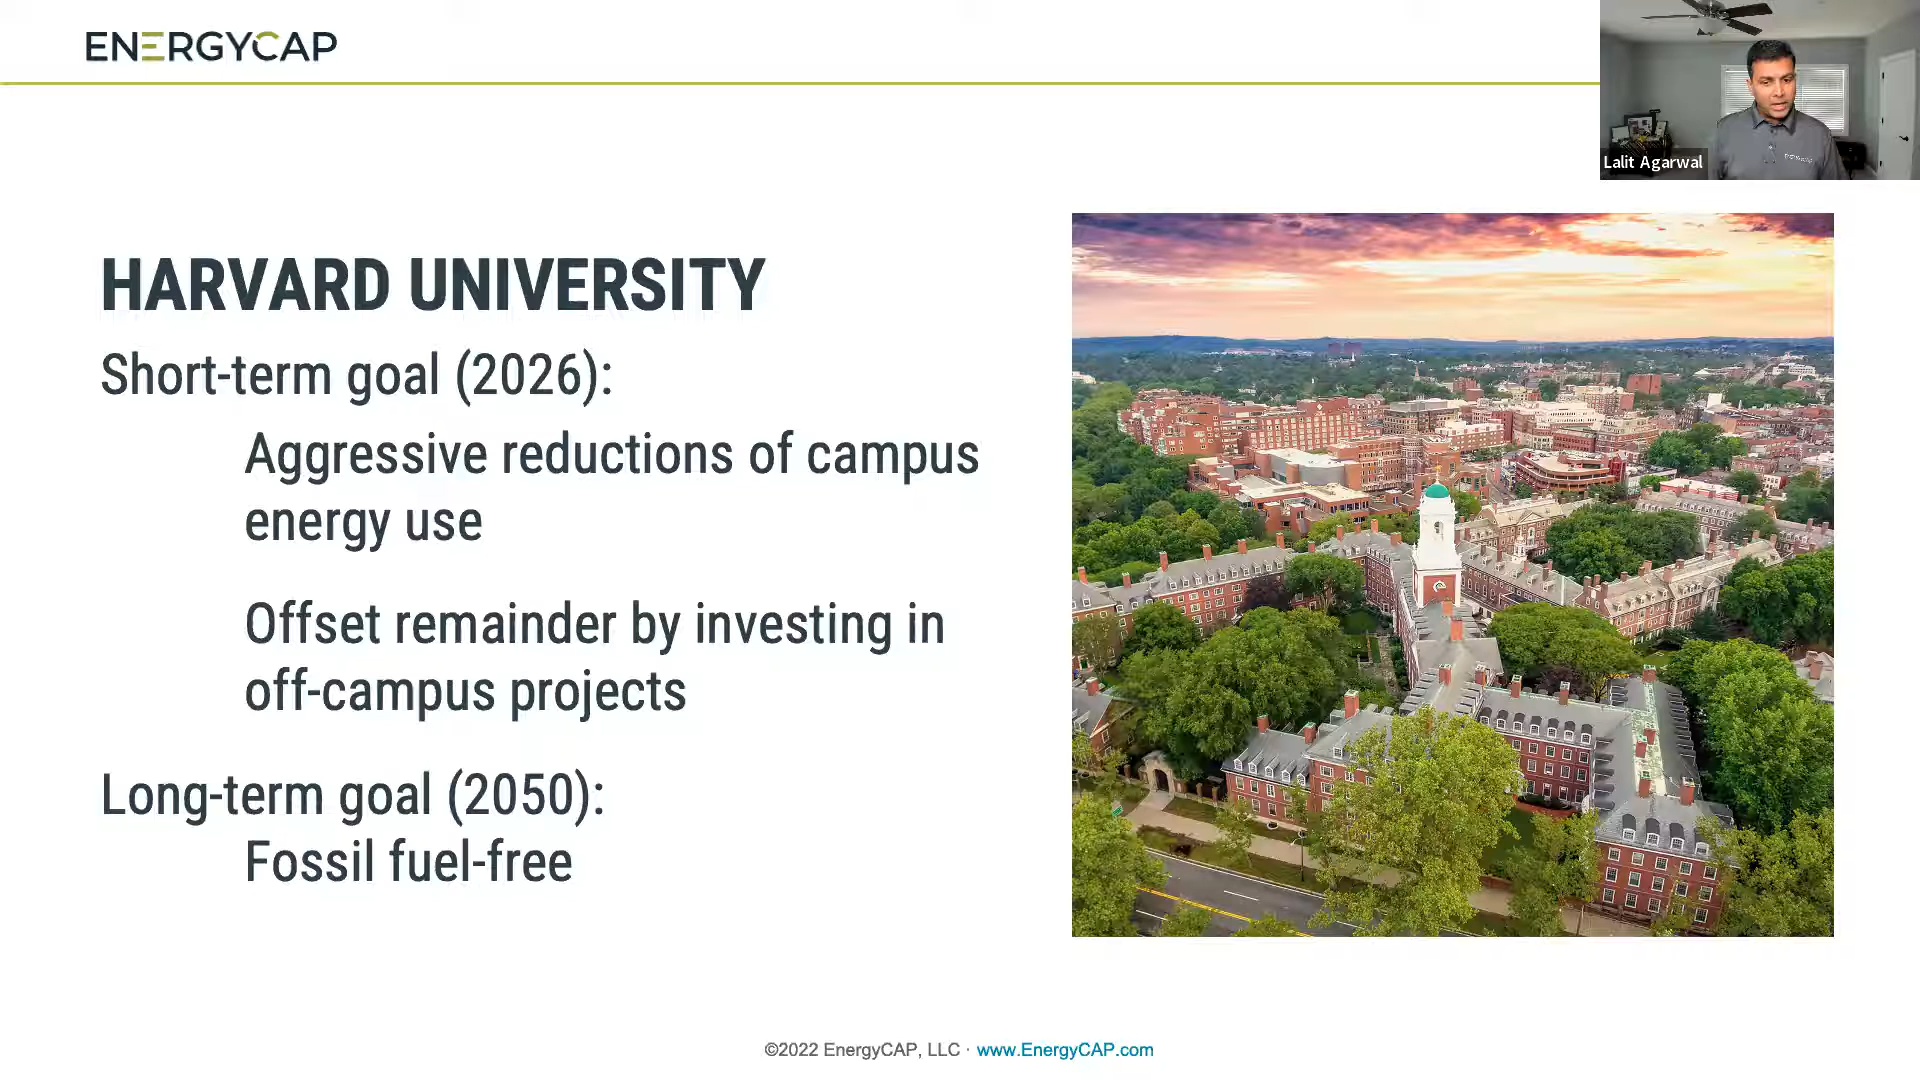 ENERGYCAP
Lalit Agarwal
HARVARD UNIVERSITY
Short-term goal (2026):
Aggressive reductions of campus
energy use
Offset remainder by investing in
off-campus projects
Long-term goal (2050):
Fossil fuel-free
©2022 EnergyCAP, LLC · www.EnergyCAP.com